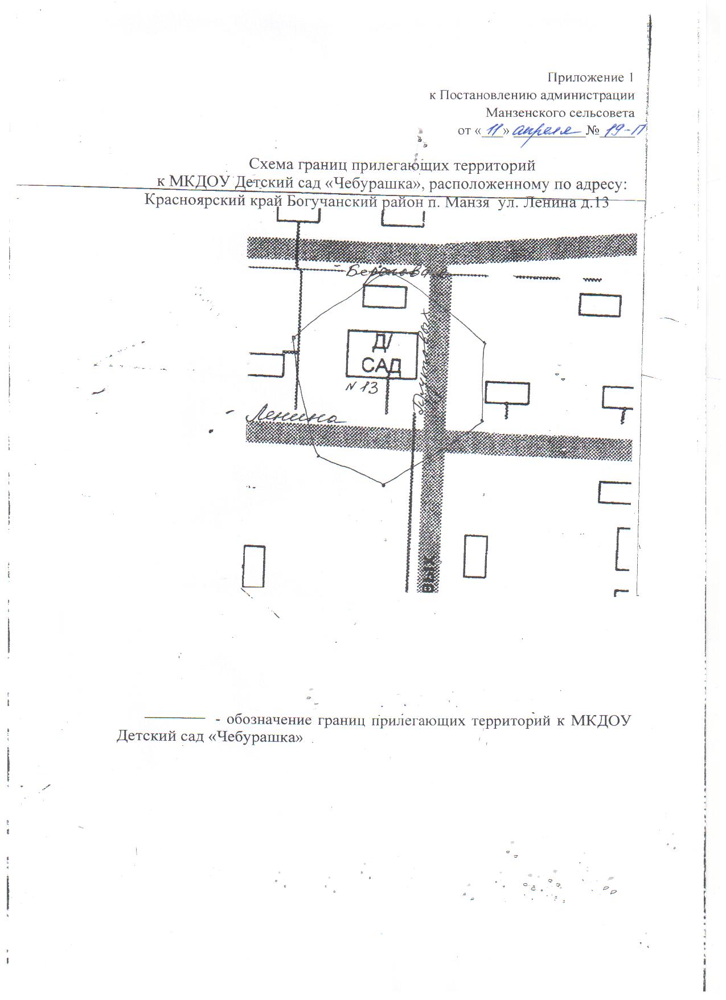 Приложение 1
к Постановлению администрации
Манзенского сельсовета
от «11» апреля № 19-П
Схема границ прилегающих территорий
к МКДОУ Детский сад «Чебурашка», расположенному по адресу:
Красноярский край Богучанский район п. Манзя ул. Ленина д.13
Береговая
Д/
САД
N 13
Ленина
ВЫХ
- обозначение границ прилегающих территорий к МКДОУ
Детский сад «Чебурашка»